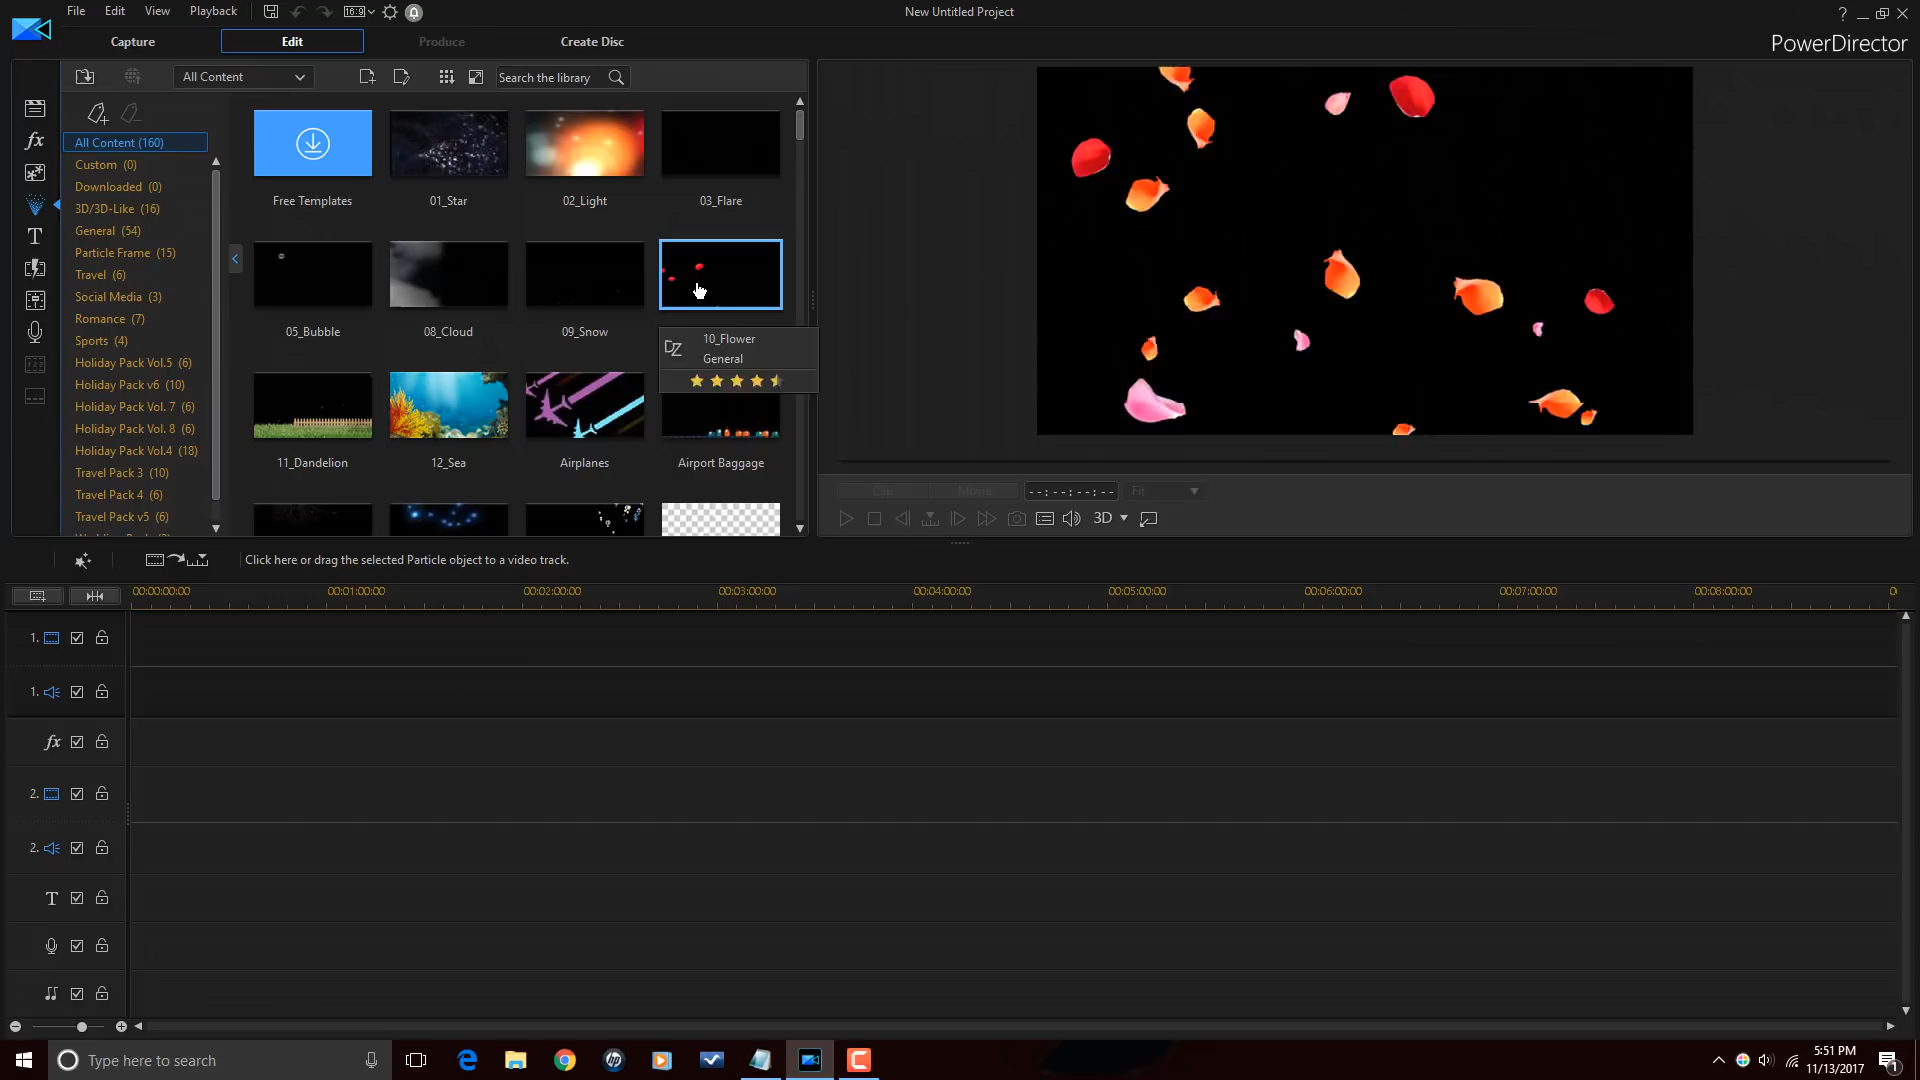 File Edit View Playback 16:9 New Untitled Project ?
Capture Edit Produce Create Disc PowerDirector
All Content Search the library
All Content (160)
Custom (0)
Downloaded (0)
3D/3D-Like (16)
General (54)
Particle Frame (15)
Travel (6)
Social Media (3)
Romance (7)
Sports (4)
Holiday Pack Vol.5 (6)
Holiday Pack v6 (10)
Holiday Pack Vol. 7 (6)
Holiday Pack Vol. 8 (6)
Holiday Pack Vol.4 (18)
Travel Pack 3 (10)
Travel Pack 4 (6)
Travel Pack v5 (6)
fx
T
Free Templates 01_Star 02_Light 03_Flare
05_Bubble 08_Cloud 09_Snow
10_Flower
General
11_Dandelion 12_Sea Airplanes Airport Baggage
Clip Movie --:--:--:-- Fit
3D
Click here or drag the selected Particle object to a video track.
00:00:00:00 00:01:00:00 00:02:00:00 00:03:00:00 00:04:00:00 00:05:00:00 00:06:00:00 00:07:00:00 00:08:00:00
1.
1.
fx
2.
2.
T
Type here to search
5:51 PM
11/13/2017
1